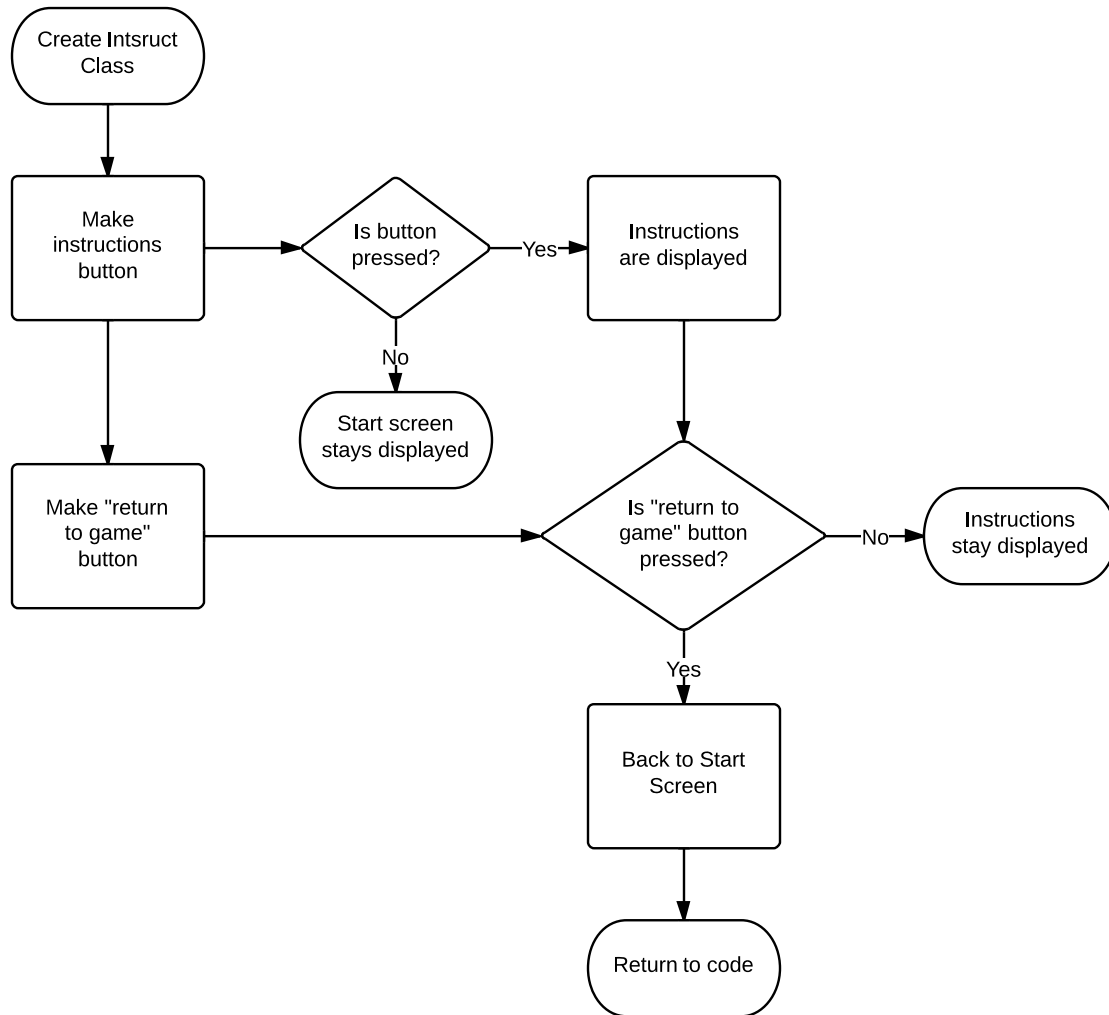 Create Intsruct
Class
Make
instructions
button
Is button
pressed?
Yes
Instructions
are displayed
No
Start screen
stays displayed
Make "return
to game"
button
Is "return to
game" button
pressed?
No
Instructions
stay displayed
Yes
Back to Start
Screen
Return to code